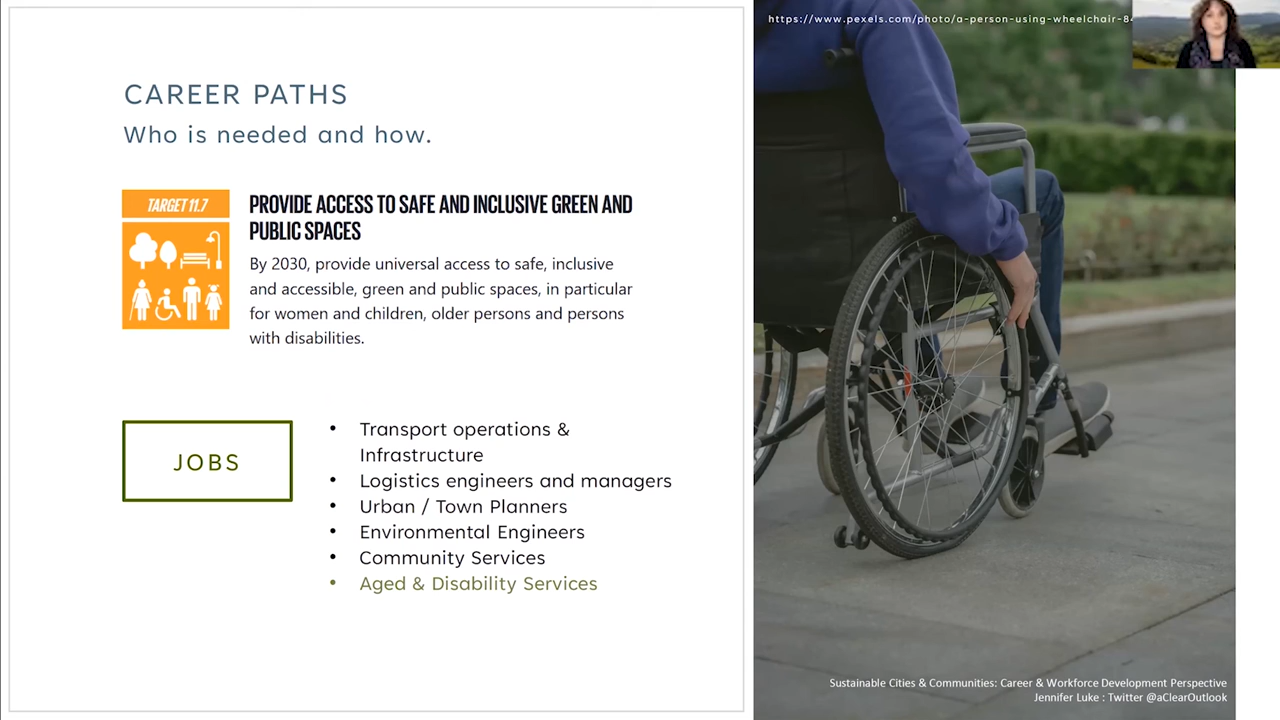 CAREER PATHS
Who is needed and how.
TARGET 11.7
PROVIDE ACCESS TO SAFE AND INCLUSIVE GREEN AND
PUBLIC SPACES
By 2030, provide universal access to safe, inclusive
and accessible, green and public spaces, in particular
for women and children, older persons and persons
with disabilities.
JOBS
• Transport operations &
Infrastructure
• Logistics engineers and managers
• Urban / Town Planners
• Environmental Engineers
• Community Services
• Aged & Disability Services
https://www.pexels.com/photo/a-person-using-wheelchair-84
Sustainable Cities & Communities: Career & Workforce Development Perspective
Jennifer Luke : Twitter @aClearOutlook